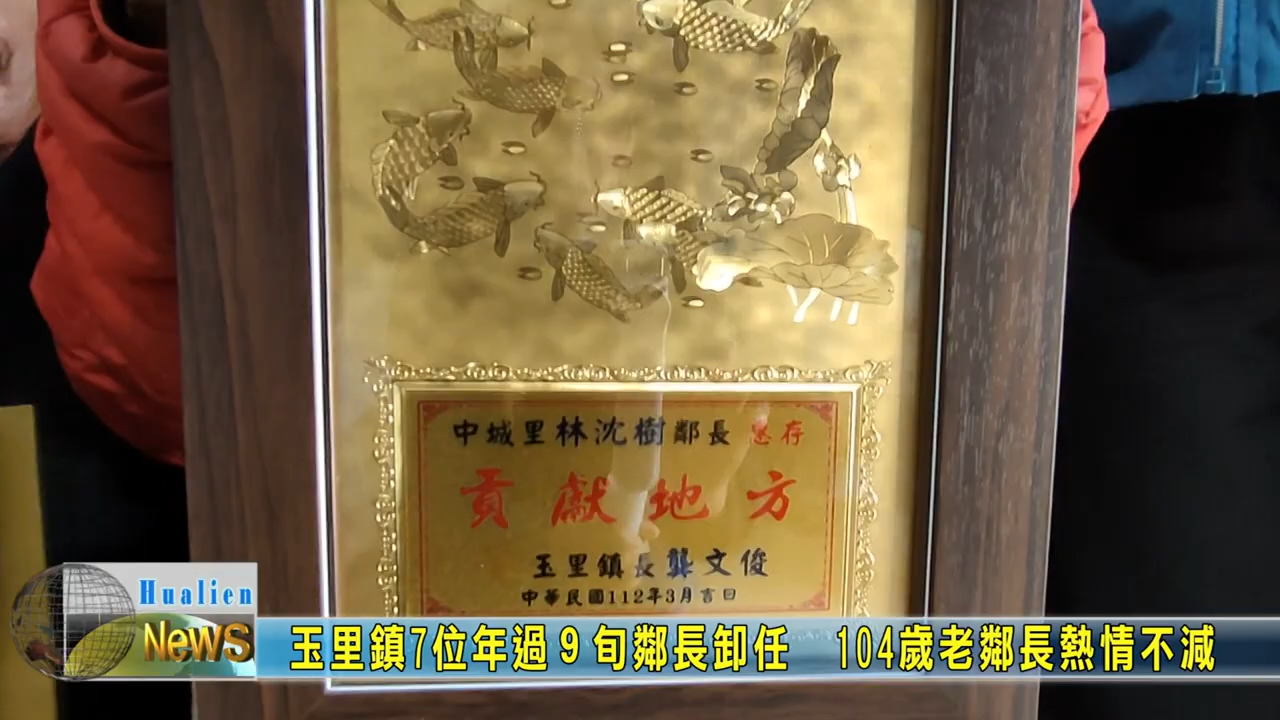 中城里林沈樹鄰長 惠存
貢獻地方
玉里鎮長龔文俊
中華民國112年3月吉日
Hualien
NewS
玉里鎮7位年過9旬鄰長卸任 104歲老鄰長熱情不減